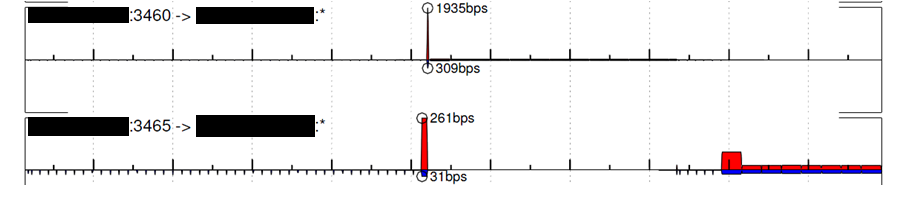 :3460 -> :* 1935bps
309bps
:3465 -> :* 261bps
31bps